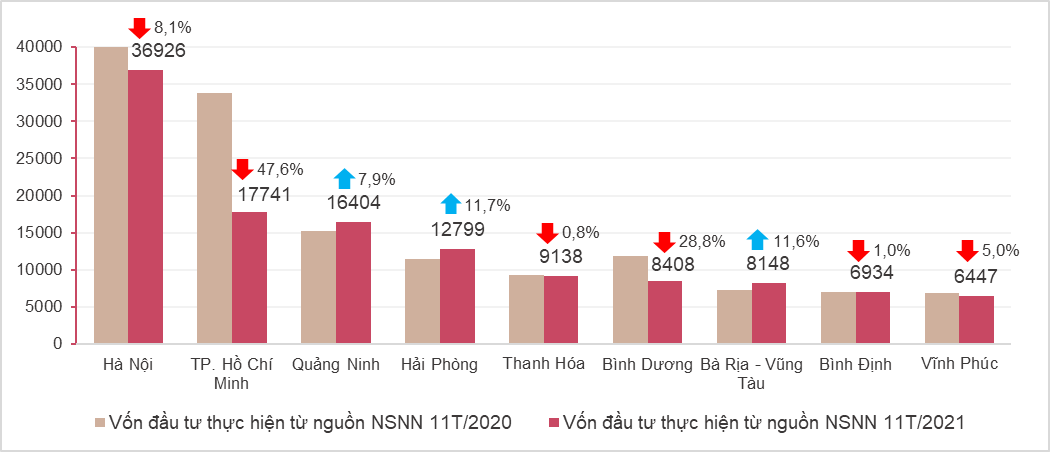 8,1%
40000
36926
35000
30000
25000
20000
15000
10000
5000
0
47,6%
17741
7,9%
16404
11,7%
12799
0,8%
9138
28,8%
8408
11,6%
8148
1,0%
6934
5,0%
6447
Hà Nội
TP. Hồ Chí
Minh
Quảng Ninh
Hải Phòng
Thanh Hóa
Bình Dương
Bà Rịa - Vũng
Tàu
Bình Định
Vĩnh Phúc
Vốn đầu tư thực hiện từ nguồn NSNN 11T/2020
Vốn đầu tư thực hiện từ nguồn NSNN 11T/2021